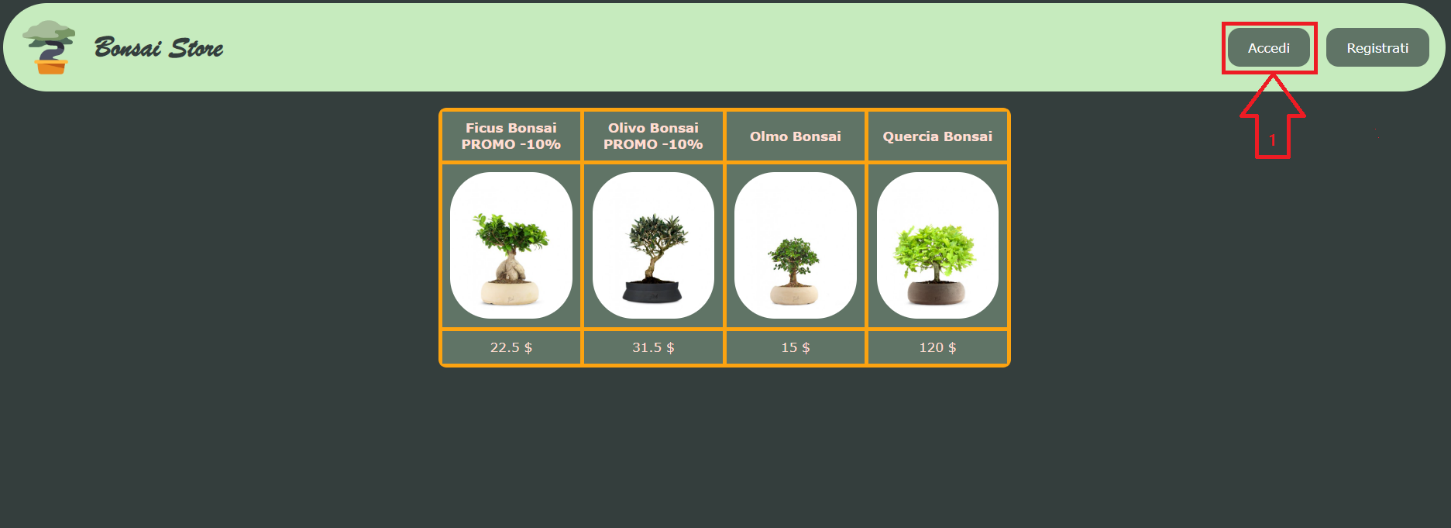 Bonsai Store
Accedi
Registrati
1
Ficus Bonsai
PROMO -10%
Olivo Bonsai
PROMO -10%
Olmo Bonsai
Quercia Bonsai
22.5 $
31.5 $
15 $
120 $